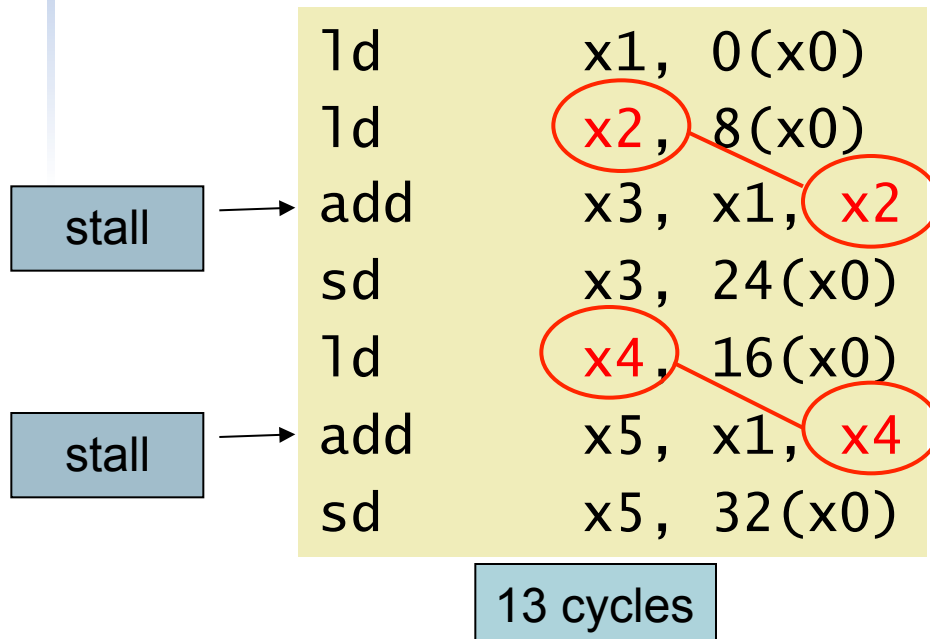 ld x1, 0(x0)
ld x2, 8(x0)
stall add x3, x1, x2
sd x3, 24(x0)
ld x4, 16(x0)
stall add x5, x1, x4
sd x5, 32(x0)
13 cycles